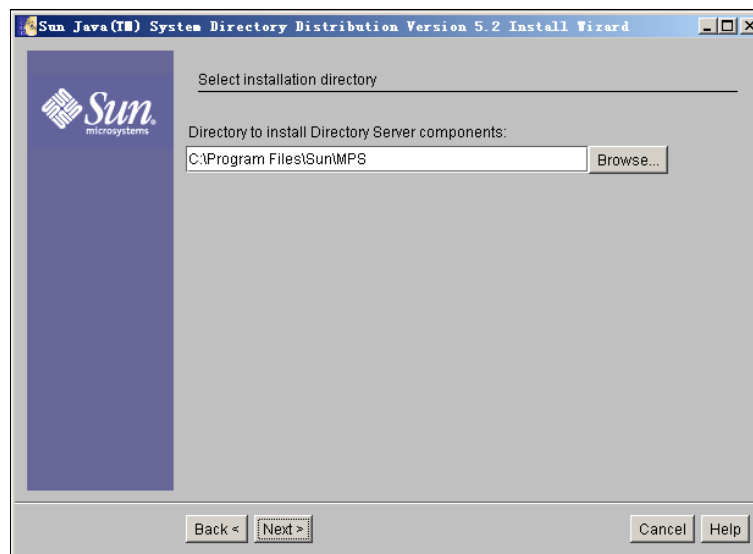 Sun Java(TM) System Directory Distribution Version 5.2 Install Wizard
Sun
microsystems
Select installation directory
Directory to install Directory Server components:
C:\Program Files\Sun\MPS
Browse...
Back <
Next >
Cancel
Help